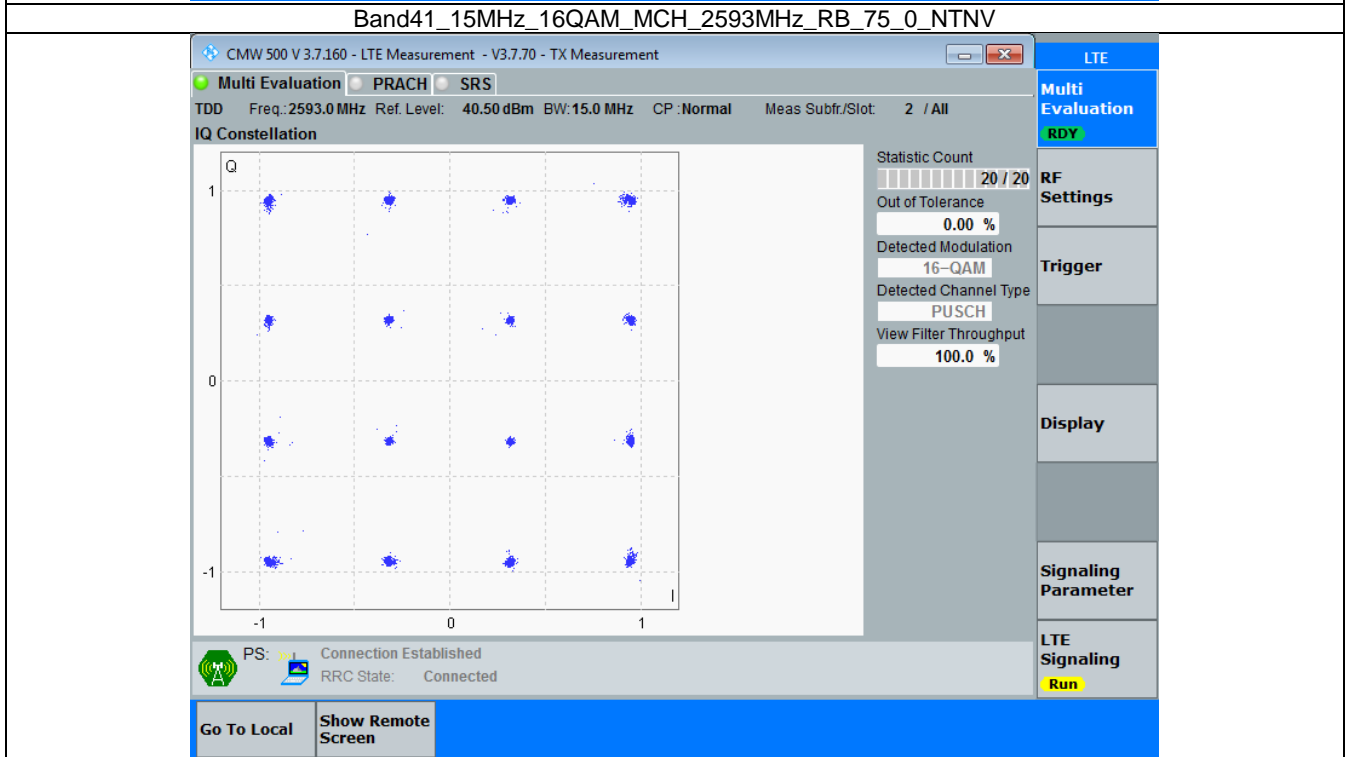 Band41_15MHz_16QAM_MCH_2593MHz_RB_75_0_NTNV
CMW 500 V 3.7.160 - LTE Measurement - V3.7.70 - TX Measurement
LTE
Multi Evaluation PRACH SRS
TDD Freq.:2593.0 MHz Ref. Level: 40.50 dBm BW:15.0 MHz CP :Normal Meas Subfr./Slot: 2 / All
IQ Constellation
Q
1
0
-1
I
-1 0 1
Statistic Count
20 / 20
Out of Tolerance
0.00 %
Detected Modulation
16-QAM
Detected Channel Type
PUSCH
View Filter Throughput
100.0 %
Multi
Evaluation
RDY
RF
Settings
Trigger
Display
Signaling
Parameter
LTE
Signaling
Run
PS: Connection Established
RRC State: Connected
Go To Local
Show Remote
Screen